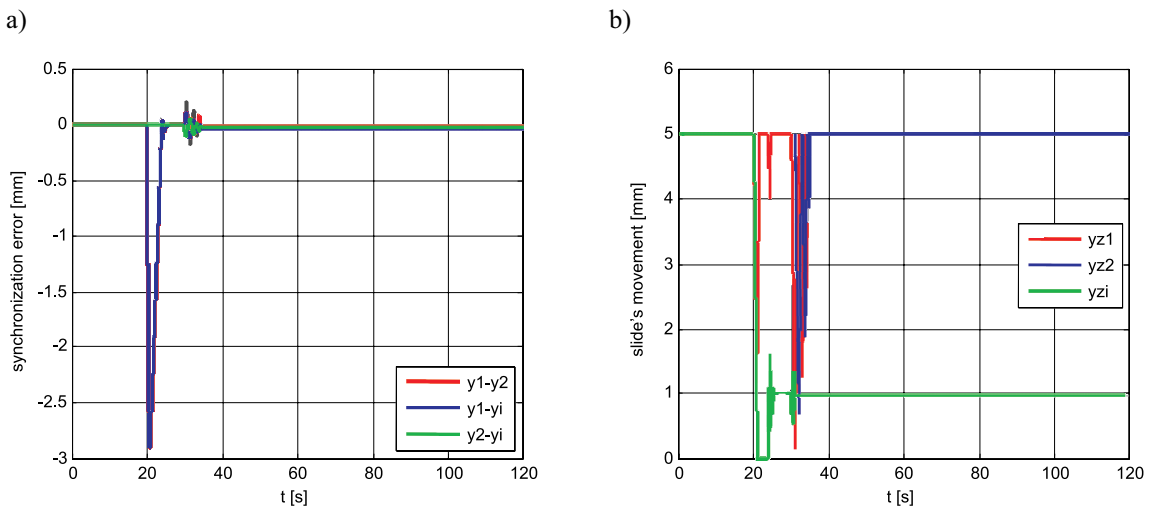 a)
synchronization error [mm]
0.5
0
-0.5
-1
-1.5
-2
-2.5
-3
0 20 40 60 80 100 120
t [s]
y1-y2
y1-yi
y2-yi
b)
slide's movement [mm]
6
5
4
3
2
1
0
0 20 40 60 80 100 120
t [s]
yz1
yz2
yzi